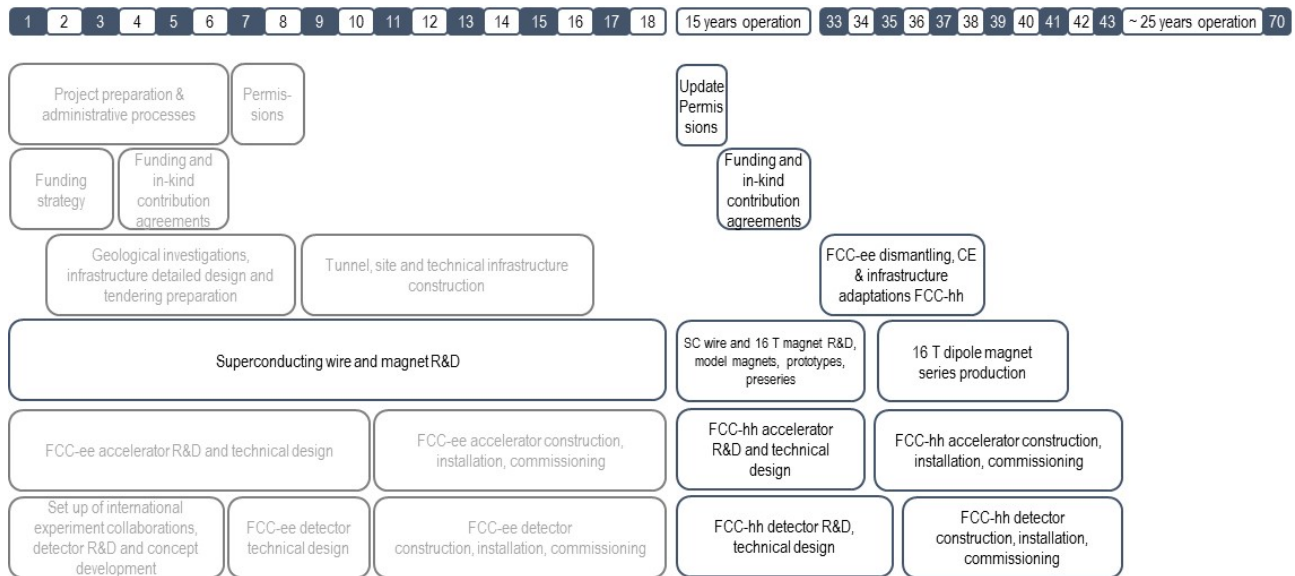 1 2 3 4 5 6 7 8 9 10 11 12 13 14 15 16 17 18 15 years operation 33 34 35 36 37 38 39 40 41 42 43 ~ 25 years operation 70
Project preparation &
administrative processes
Permis-
sions
Update
Permis
sions
Funding
strategy
Funding and
in-kind
contribution
agreements
Funding and
in-kind
contribution
agreements
Geological investigations,
infrastructure detailed design and
tendering preparation
Tunnel, site and technical infrastructure
construction
FCC-ee dismantling, CE
& infrastructure
adaptations FCC-hh
Superconducting wire and magnet R&D
SC wire and 16 T magnet R&D,
model magnets, prototypes,
preseries
16 T dipole magnet
series production
FCC-ee accelerator R&D and technical design
FCC-ee accelerator construction,
installation, commissioning
FCC-hh accelerator
R&D and technical
design
FCC-hh accelerator construction,
installation, commissioning
Set up of international
experiment collaborations,
detector R&D and concept
development
FCC-ee detector
technical design
FCC-ee detector
construction, installation, commissioning
FCC-hh detector R&D,
technical design
FCC-hh detector
construction, installation,
commissioning